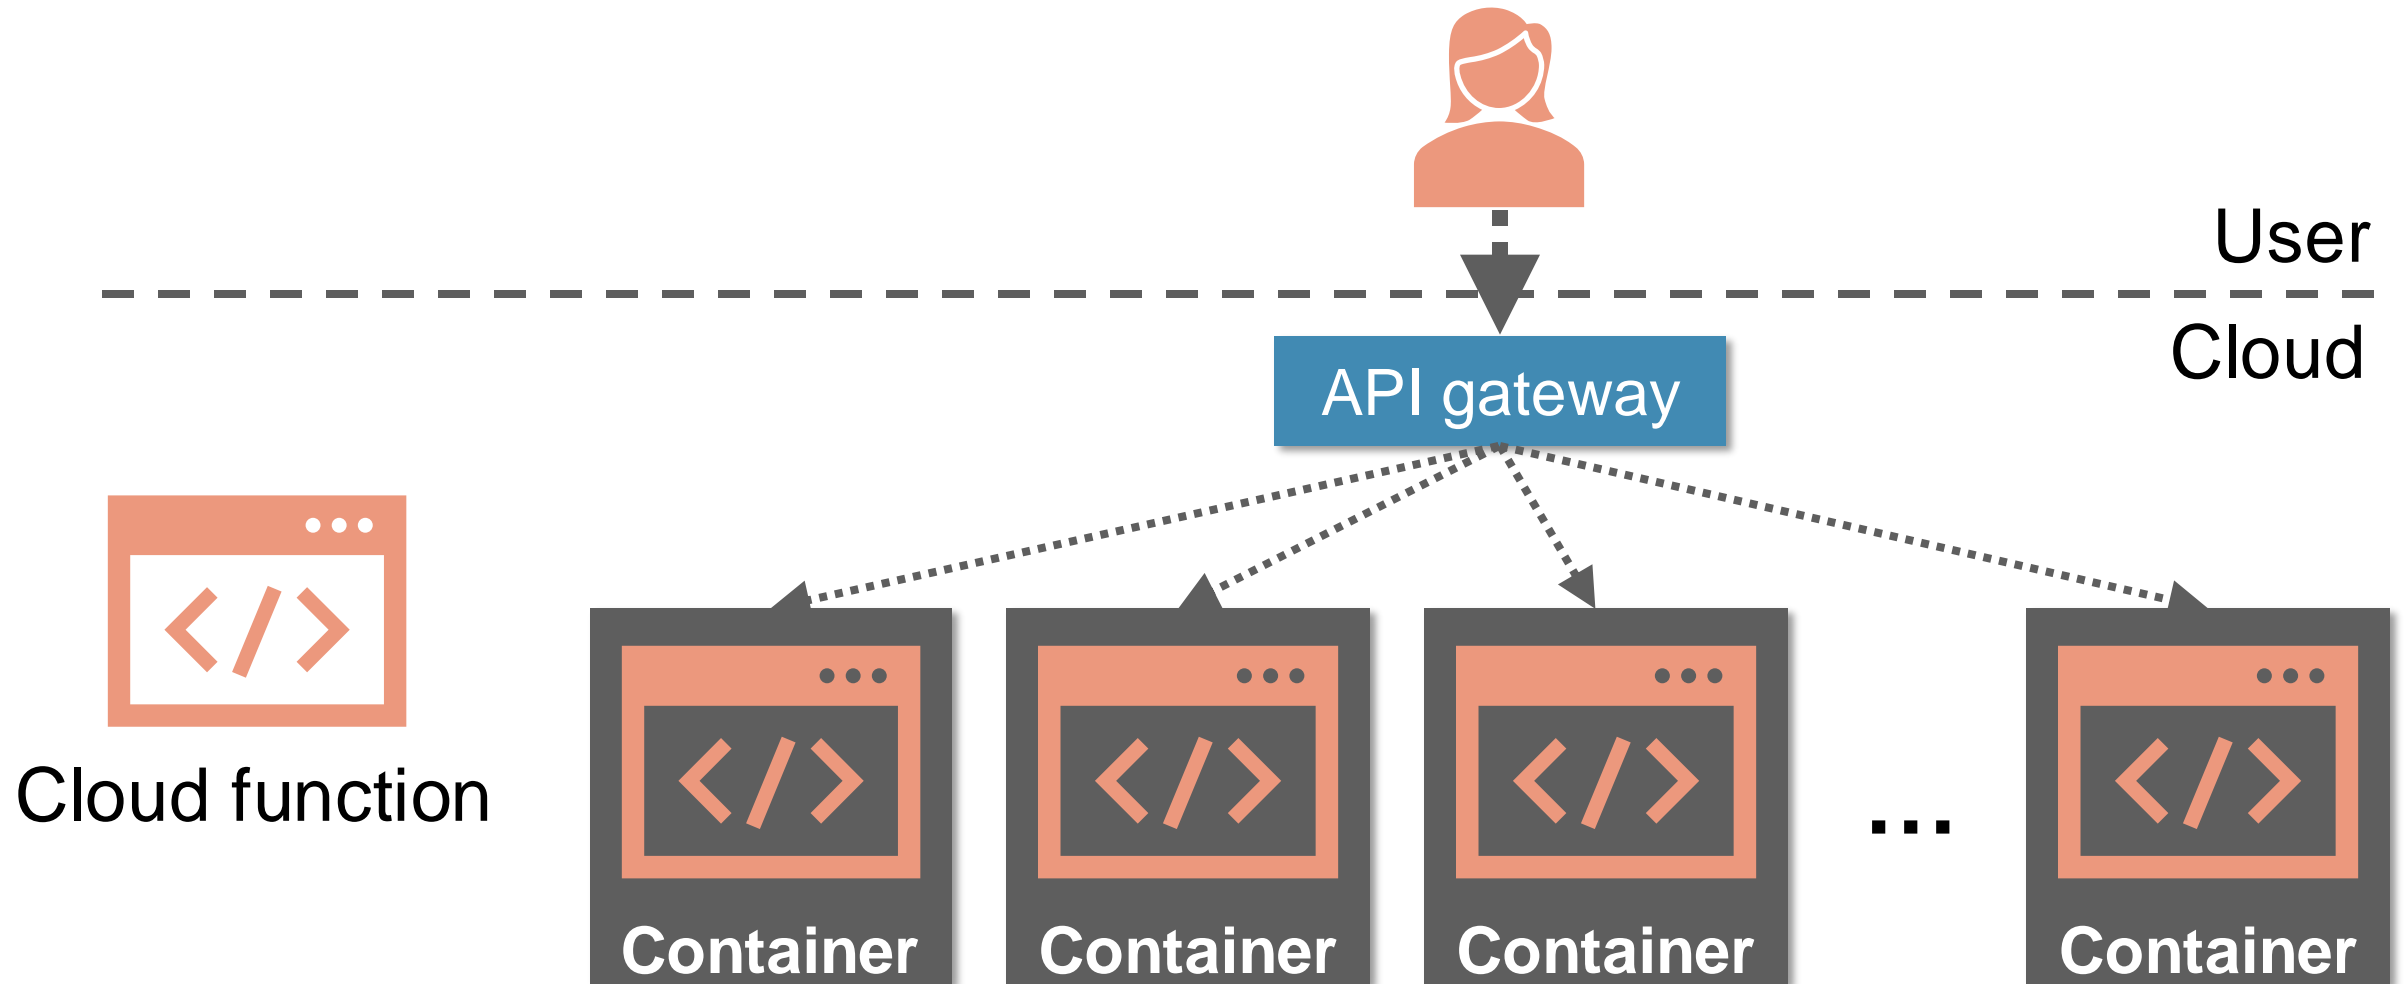 User
Cloud
API gateway
Cloud function
...
Container
Container
Container
Container